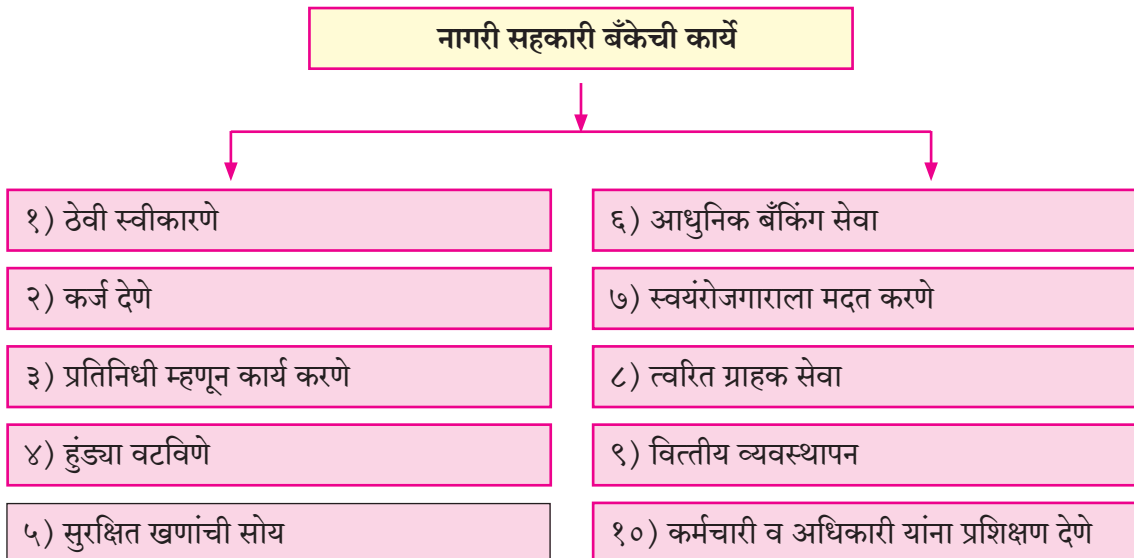 नागरी सहकारी बँकेची कार्ये
१) ठेवी स्वीकारणे
२) कर्ज देणे
३) प्रतिनिधी म्हणून कार्य करणे
४) हुंड्या वटविणे
५) सुरक्षित खणांची सोय
६) आधुनिक बँकिंग सेवा
७) स्वयंरोजगाराला मदत करणे
८) त्वरित ग्राहक सेवा
९) वित्तीय व्यवस्थापन
१०) कर्मचारी व अधिकारी यांना प्रशिक्षण देणे